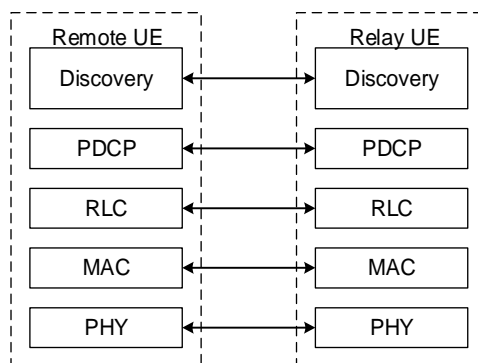 Remote UE
Relay UE
Discovery
Discovery
PDCP
PDCP
RLC
RLC
MAC
MAC
PHY
PHY